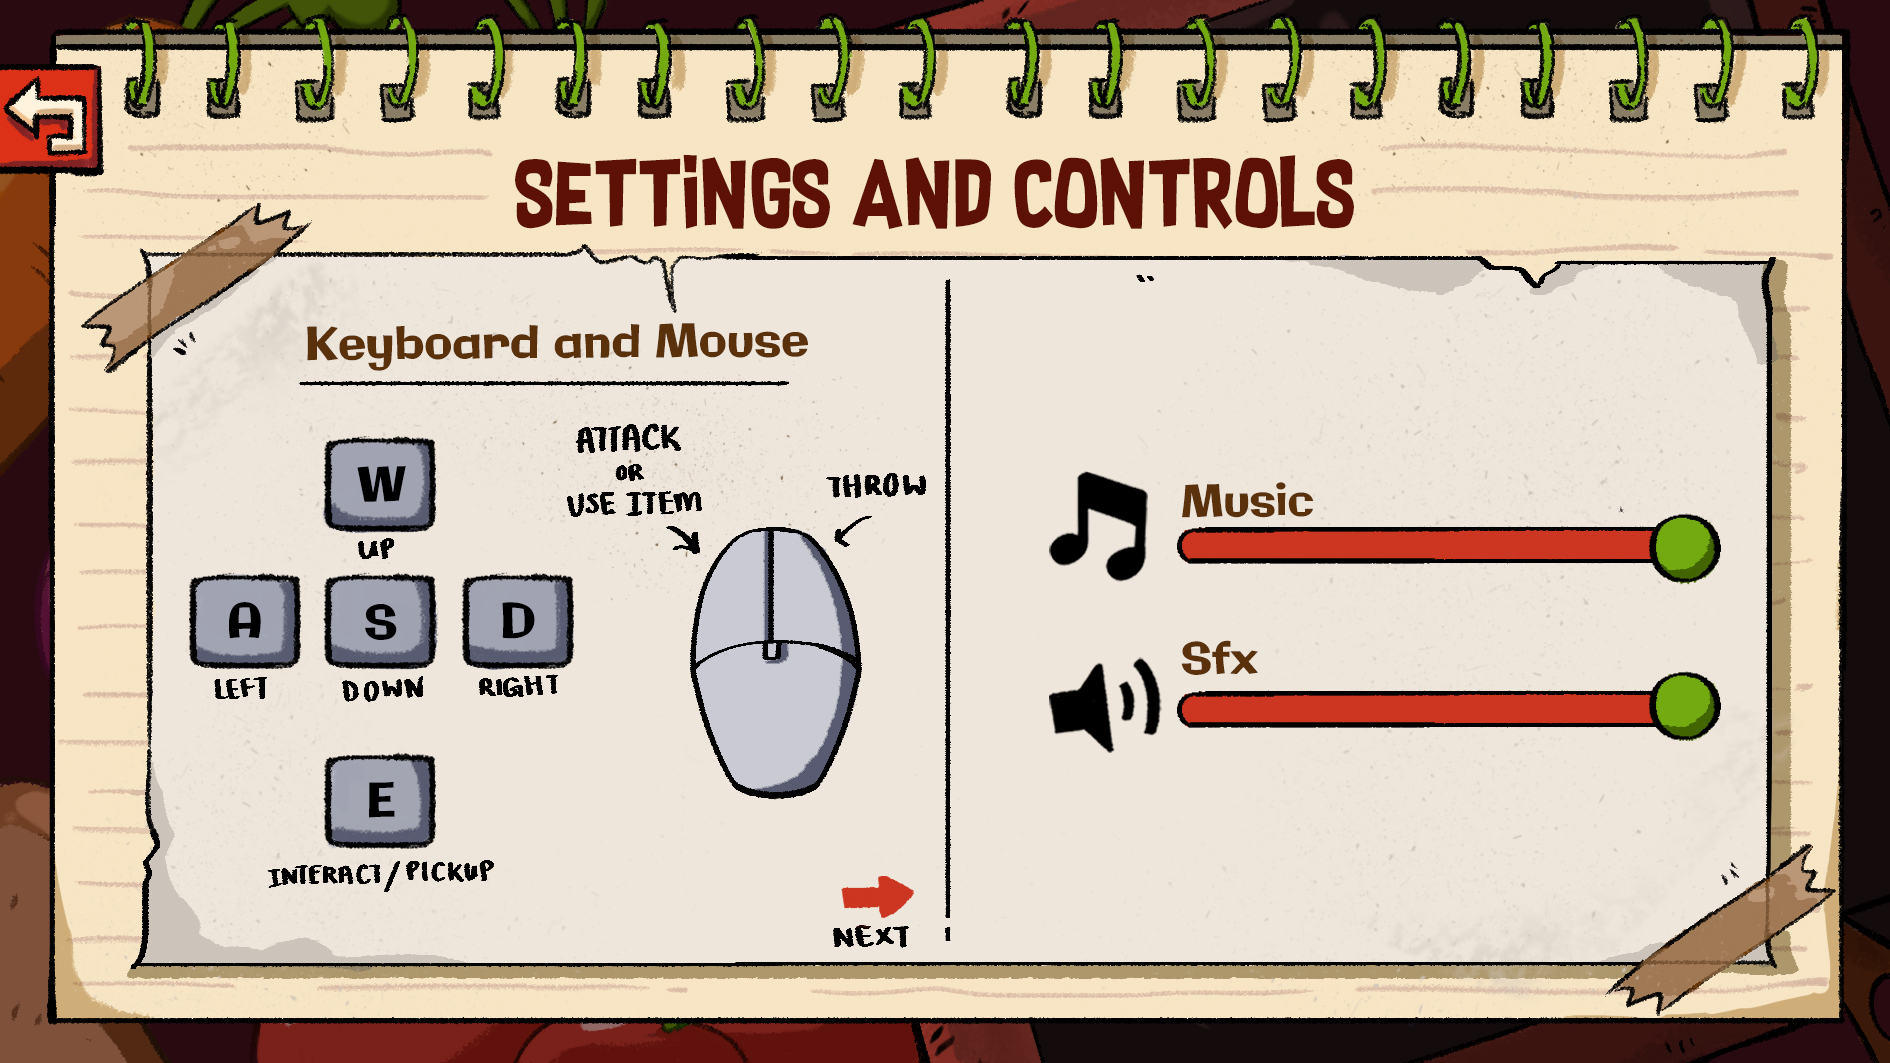 SETTiNGS AND CONTROLS
Keyboard and Mouse
W
UP
A
LEFT
S
DOWN
D
RIGHT
E
INTERACT/PICKUP
ATTACK
OR
USE ITEM
THROW
NEXT
Music
Sfx